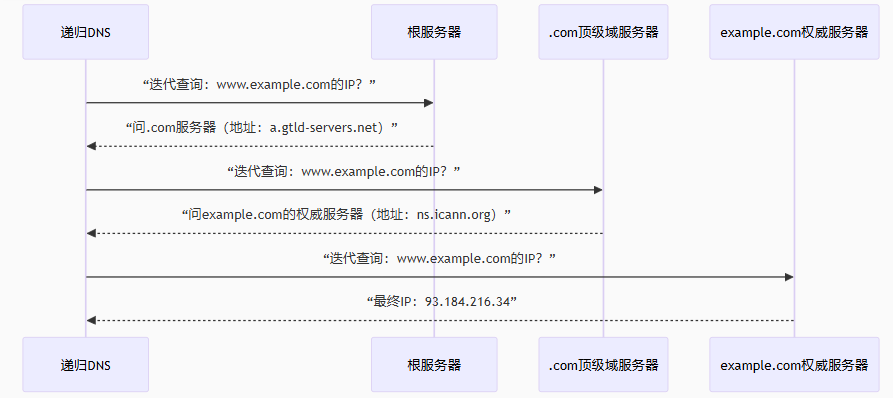 递归DNS
根服务器
.com顶级域服务器
example.com权威服务器
“迭代查询：www.example.com的IP？”
“问.com服务器（地址：a.gtld-servers.net）”
“迭代查询：www.example.com的IP？”
“问example.com的权威服务器（地址：ns.icann.org）”
“迭代查询：www.example.com的IP？”
“最终IP：93.184.216.34”
递归DNS
根服务器
.com顶级域服务器
example.com权威服务器